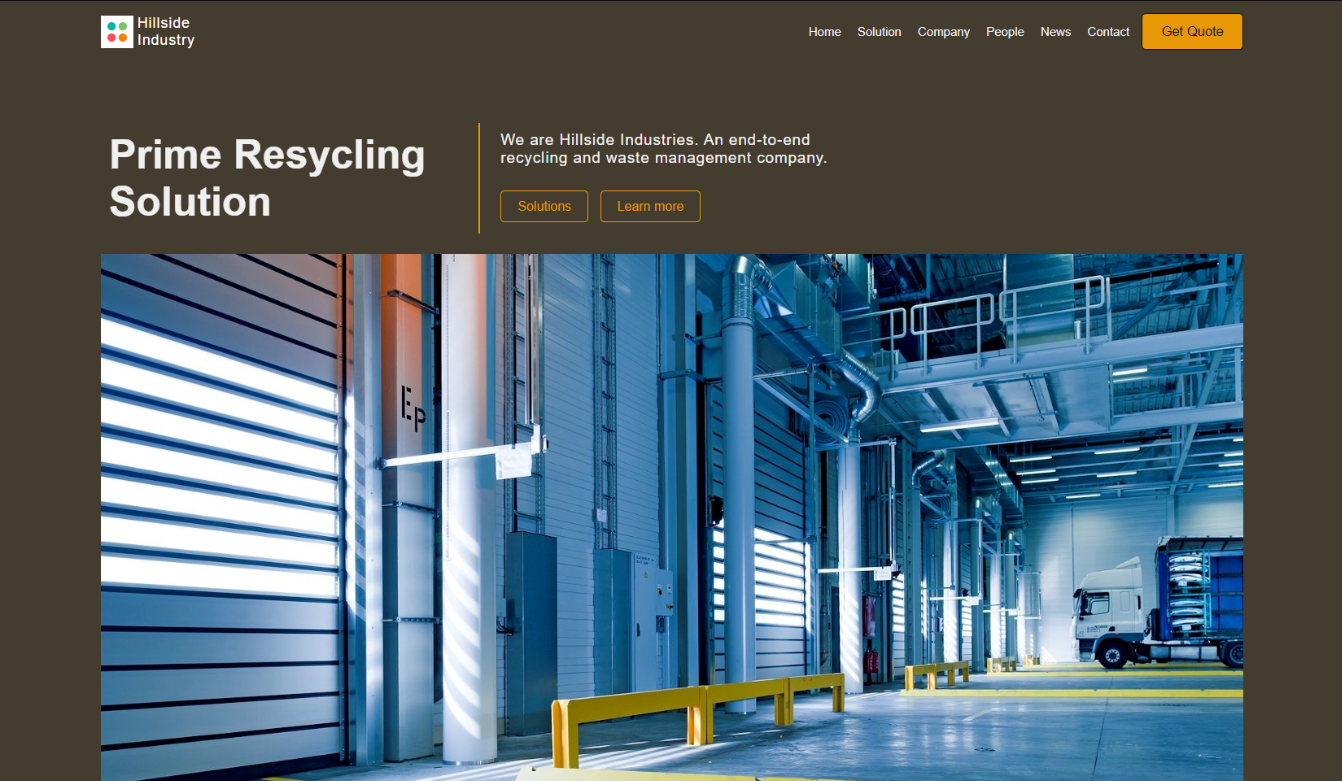 Hillside
Industry
Home Solution Company People News Contact Get Quote
Prime Resycling
Solution
We are Hillside Industries. An end-to-end
recycling and waste management company.
Solutions Learn more
Ep